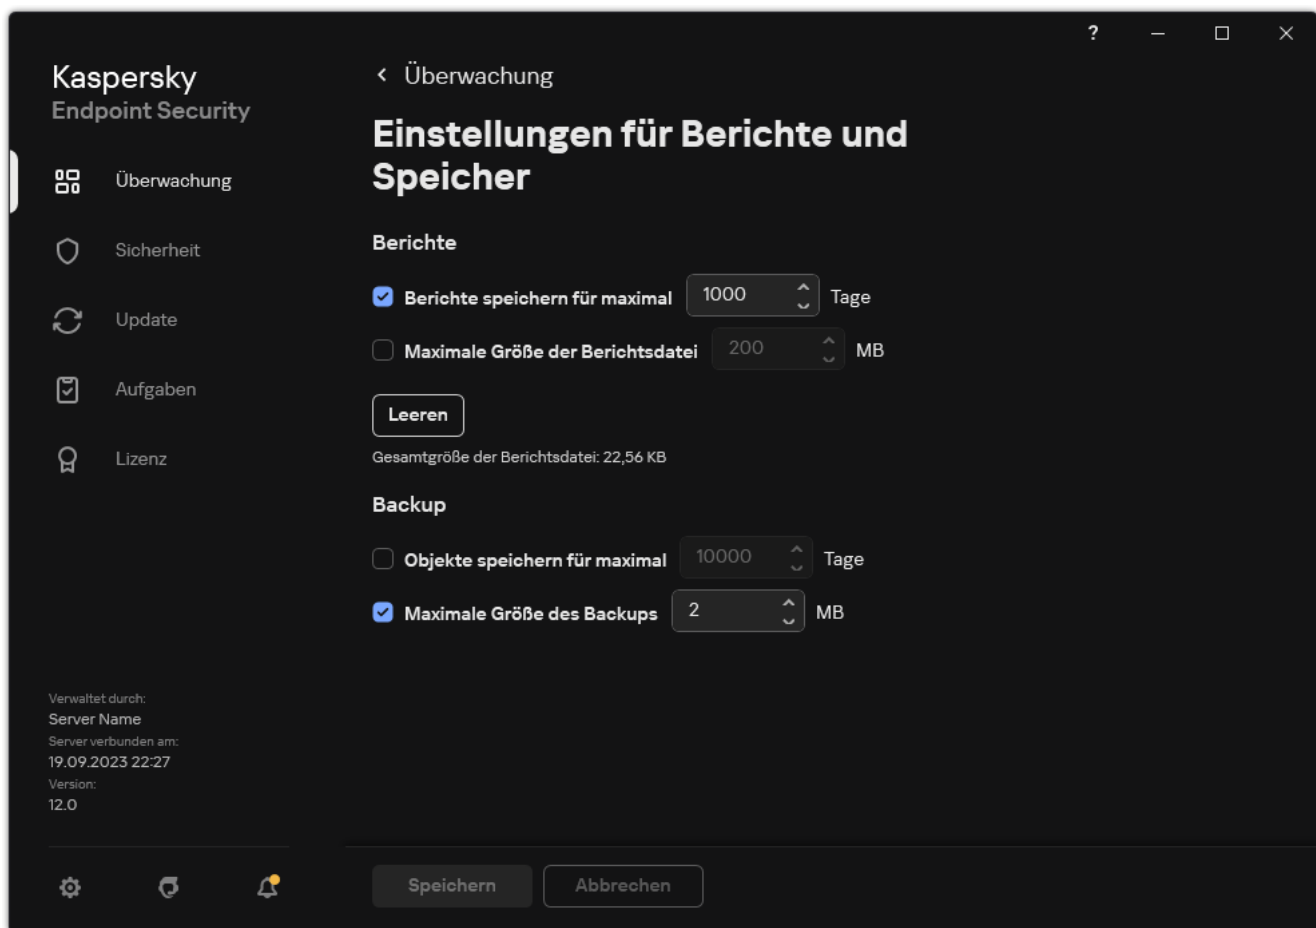 ?
Kaspersky
Endpoint Security
Überwachung
Sicherheit
Update
Aufgaben
Lizenz
Verwaltet durch:
Server Name
Server verbunden am:
19.09.2023 22:27
Version:
12.0
Überwachung
Einstellungen für Berichte und
Speicher
Berichte
Berichte speichern für maximal 1000 Tage
Maximale Größe der Berichtsdatei 200 MB
Leeren
Gesamtgröße der Berichtsdatei: 22,56 KB
Backup
Objekte speichern für maximal 10000 Tage
Maximale Größe des Backups 2 MB
Speichern Abbrechen